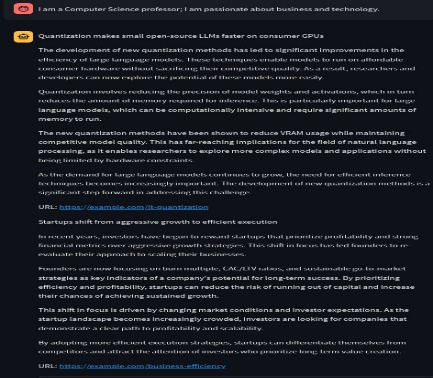 I am a Computer Science professor; I am passionate about business and technology.
Quantization makes small open-source LLMs faster on consumer GPUs
The development of new quantization methods has led to significant improvements in the
efficiency of large language models. These techniques enable models to run on affordable
consumer hardware without sacrificing their competitive quality. As a result, researchers and
developers can now explore the potential of these models more easily.
Quantization involves reducing the precision of model weights and activations, which in turn
reduces the amount of memory required for inference. This is particularly important for large
language models, which can be computationally intensive and require significant amounts of
memory to run.
The new quantization methods have been shown to reduce VRAM usage while maintaining
competitive model quality. This has far-reaching implications for the field of natural language
processing, as it enables researchers to explore more complex models and applications without
being limited by hardware constraints.
As the demand for large language models continues to grow, the need for efficient inference
techniques becomes increasingly important. The development of new quantization methods is a
significant step forward in addressing this challenge.
URL: https://example.com/lt-quantization
Startups shift from aggressive growth to efficient execution
In recent years, investors have begun to reward startups that prioritize profitability and strong
financial metrics over aggressive growth strategies. This shift in focus has led founders to re-
evaluate their approach to scaling their businesses.
Founders are now focusing on burn multiple, CAC/LTV ratios, and sustainable go-to-market
strategies as key indicators of a company's potential for long-term success. By prioritizing
efficiency and profitability, startups can reduce the risk of running out of capital and increase
their chances of achieving sustained growth.
This shift in focus is driven by changing market conditions and investor expectations. As the
startup landscape becomes increasingly crowded, investors are looking for companies that
demonstrate a clear path to profitability and scalability.
By adopting more efficient execution strategies, startups can differentiate themselves from
competitors and attract the attention of investors who prioritize long-term value creation.
URL: https://example.com/business-efficiency